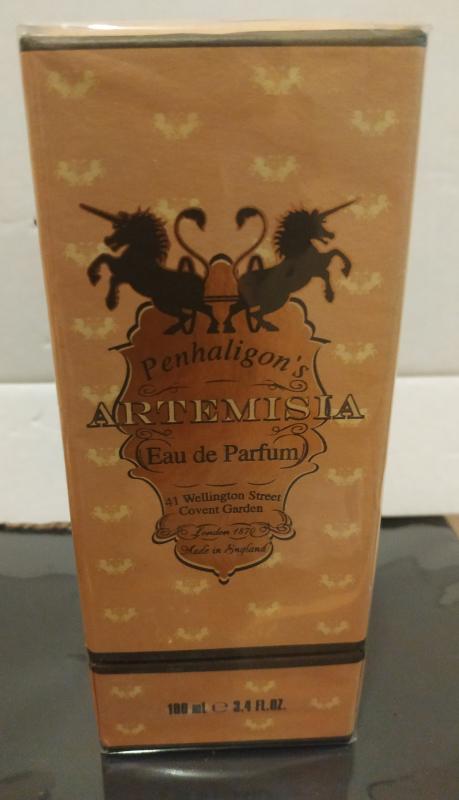 Penhaligon's
ARTEMISIA
Eau de Parfum
41 Wellington Street
Covent Garden
London 1870
Made in England
100 mL ℮ 3.4 FL.OZ.